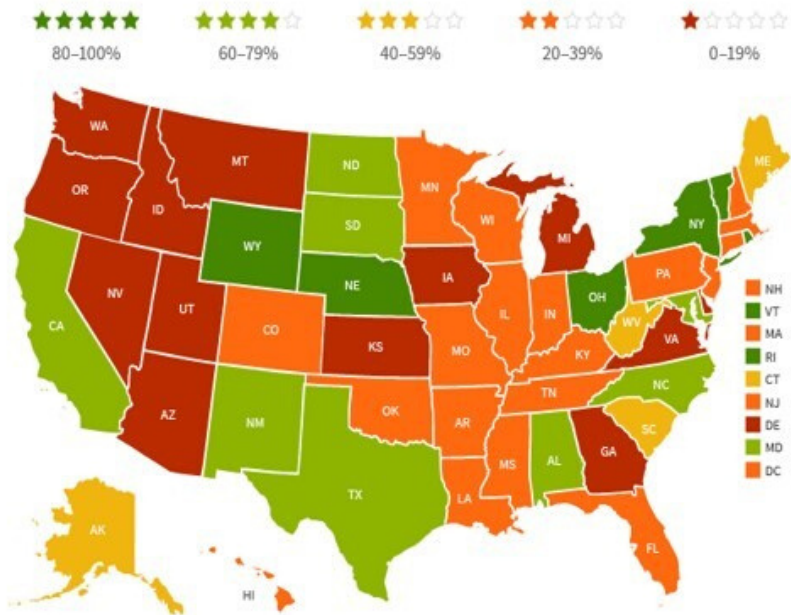 80–100%
60–79%
40–59%
20–39%
0–19%
WA
MT
ND
MN
ME
OR
ID
SD
WI
MI
NY
WY
IA
PA
NE
NH
NV
UT
IL
IN
OH
VT
CA
CO
WV
MA
KS
MO
KY
VA
RI
CT
AZ
NM
OK
AR
TN
NC
NJ
SC
DE
TX
LA
MS
AL
GA
MD
DC
AK
FL
HI